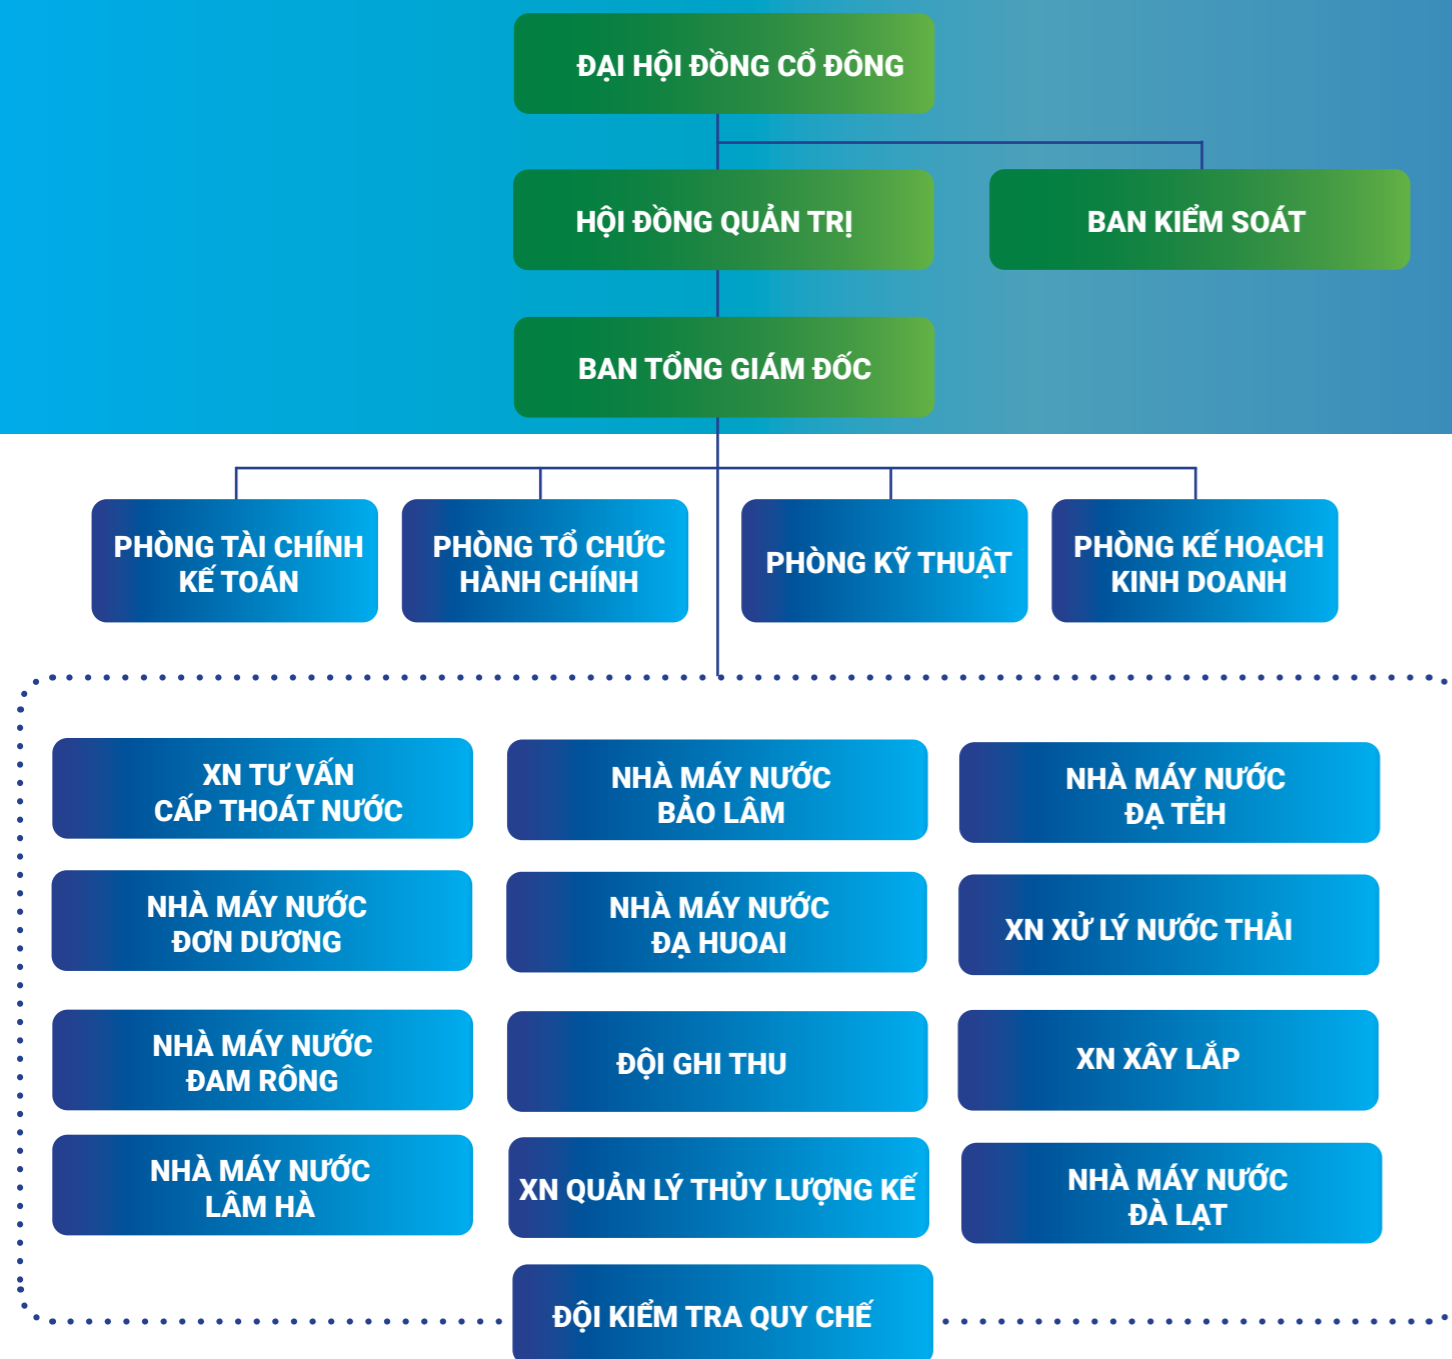 ĐẠI HỘI ĐỒNG CỔ ĐÔNG
HỘI ĐỒNG QUẢN TRỊ
BAN KIỂM SOÁT
BAN TỔNG GIÁM ĐỐC
PHÒNG TÀI CHÍNH
KẾ TOÁN
PHÒNG TỔ CHỨC
HÀNH CHÍNH
PHÒNG KỸ THUẬT
PHÒNG KẾ HOẠCH
KINH DOANH
XN TƯ VẤN
CẤP THOÁT NƯỚC
NHÀ MÁY NƯỚC
BẢO LÂM
NHÀ MÁY NƯỚC
ĐẠ TẺH
NHÀ MÁY NƯỚC
ĐƠN DƯƠNG
NHÀ MÁY NƯỚC
ĐẠ HUOAI
XN XỬ LÝ NƯỚC THẢI
NHÀ MÁY NƯỚC
ĐAM RÔNG
ĐỘI GHI THU
XN XÂY LẮP
NHÀ MÁY NƯỚC
LÂM HÀ
XN QUẢN LÝ THỦY LƯỢNG KẾ
NHÀ MÁY NƯỚC
ĐÀ LẠT
ĐỘI KIỂM TRA QUY CHẾ